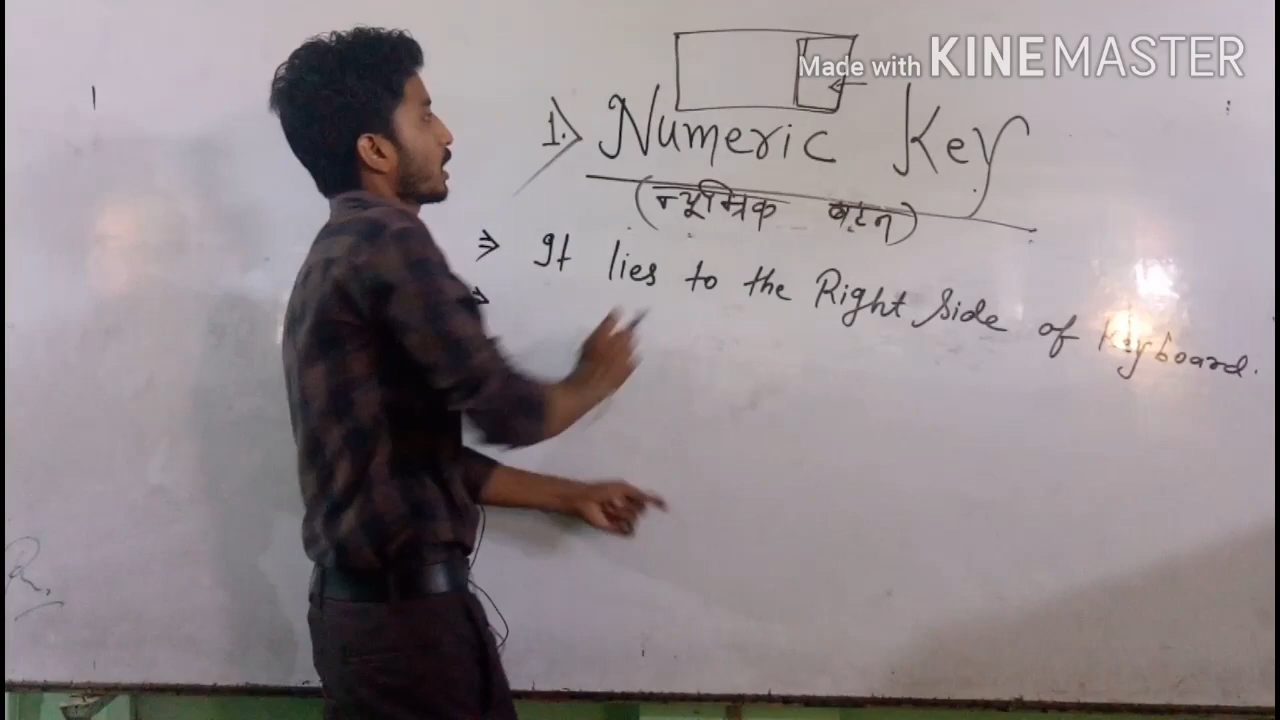 Made with KINEMASTER
1.) Numeric Key
(न्यूमेरिक बटन)
⇒ It lies to the Right Side of Keyboard.
⇒